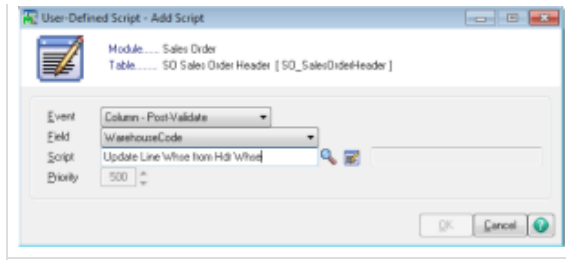 User-Defined Script - Add Script
Module..... Sales Order
Table........ SO Sales Order Header [ SO_SalesOrderHeader ]
Event Column - Post-Validate
Field WarehouseCode
Script Update Line Whse from Hdr Whse
Priority 500
OK Cancel